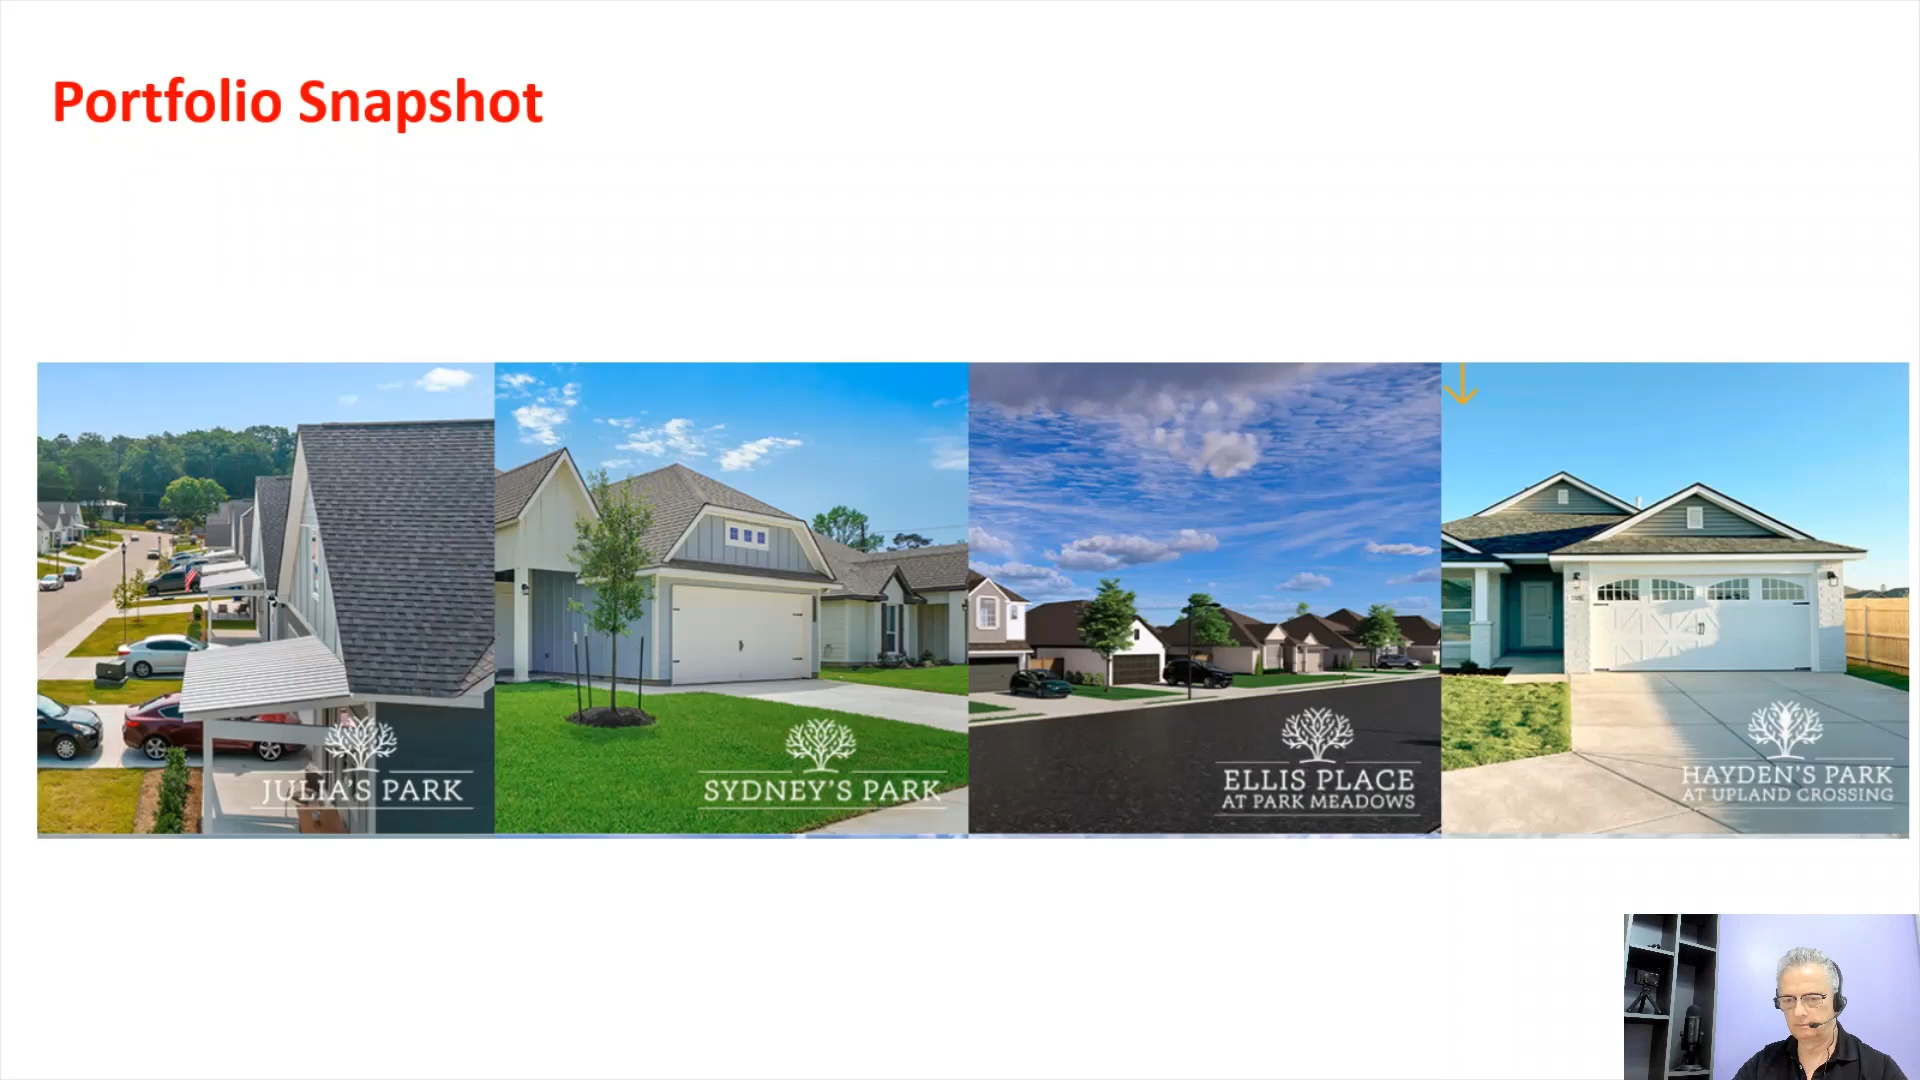 Portfolio Snapshot
JULIA'S PARK
SYDNEY'S PARK
ELLIS PLACE
AT PARK MEADOWS
HAYDEN'S PARK
AT UPLAND CROSSING